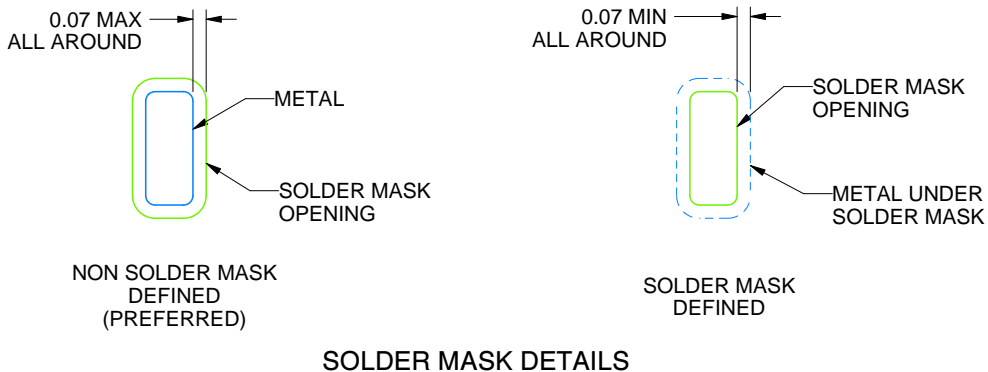 0.07 MAX
ALL AROUND
METAL
SOLDER MASK
OPENING
NON SOLDER MASK
DEFINED
(PREFERRED)
0.07 MIN
ALL AROUND
SOLDER MASK
OPENING
METAL UNDER
SOLDER MASK
SOLDER MASK
DEFINED
SOLDER MASK DETAILS